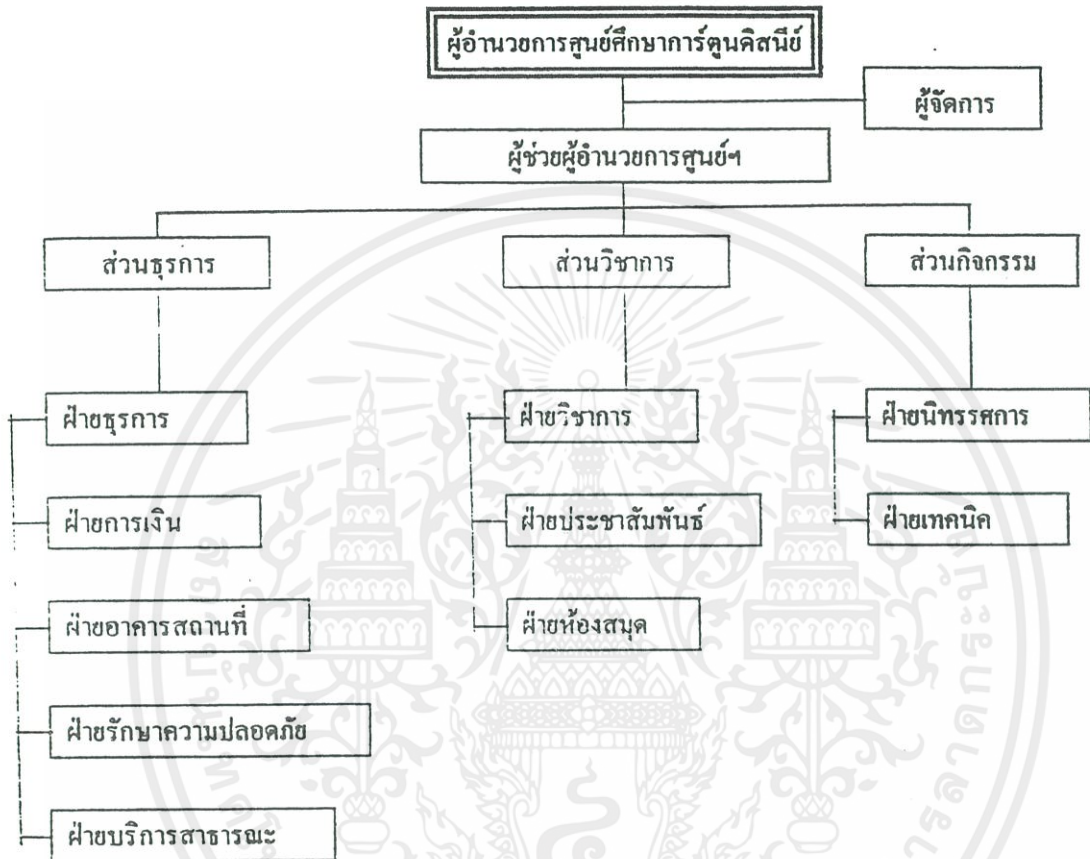 ผู้อำนวยการศูนย์ศึกษาการ์ตูนดิสนีย์
ผู้จัดการ
ผู้ช่วยผู้อำนวยการศูนย์ฯ
ส่วนธุรการ
ส่วนวิชาการ
ส่วนกิจกรรม
ฝ่ายธุรการ
ฝ่ายวิชาการ
ฝ่ายนิทรรศการ
ฝ่ายการเงิน
ฝ่ายประชาสัมพันธ์
ฝ่ายเทคนิค
ฝ่ายอาคารสถานที่
ฝ่ายห้องสมุด
ฝ่ายรักษาความปลอดภัย
ฝ่ายบริการสาธารณะ